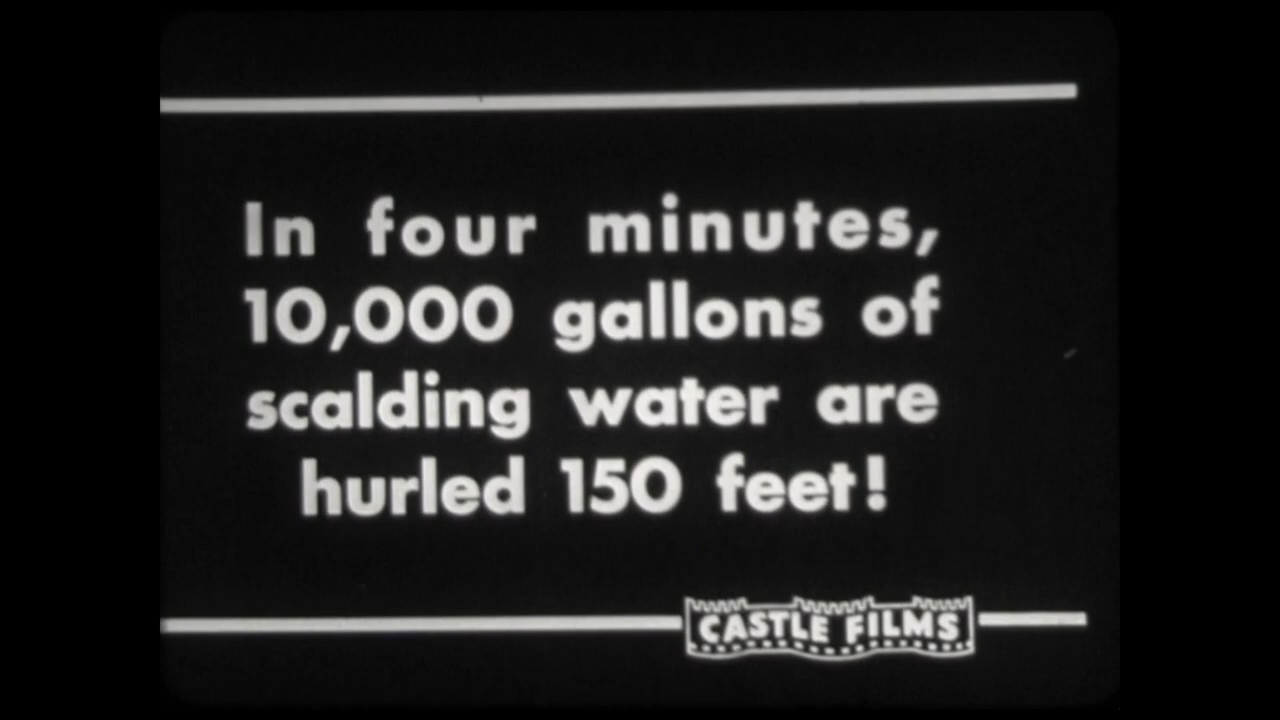 In four minutes,
10,000 gallons of
scalding water are
hurled 150 feet!
CASTLE FILMS